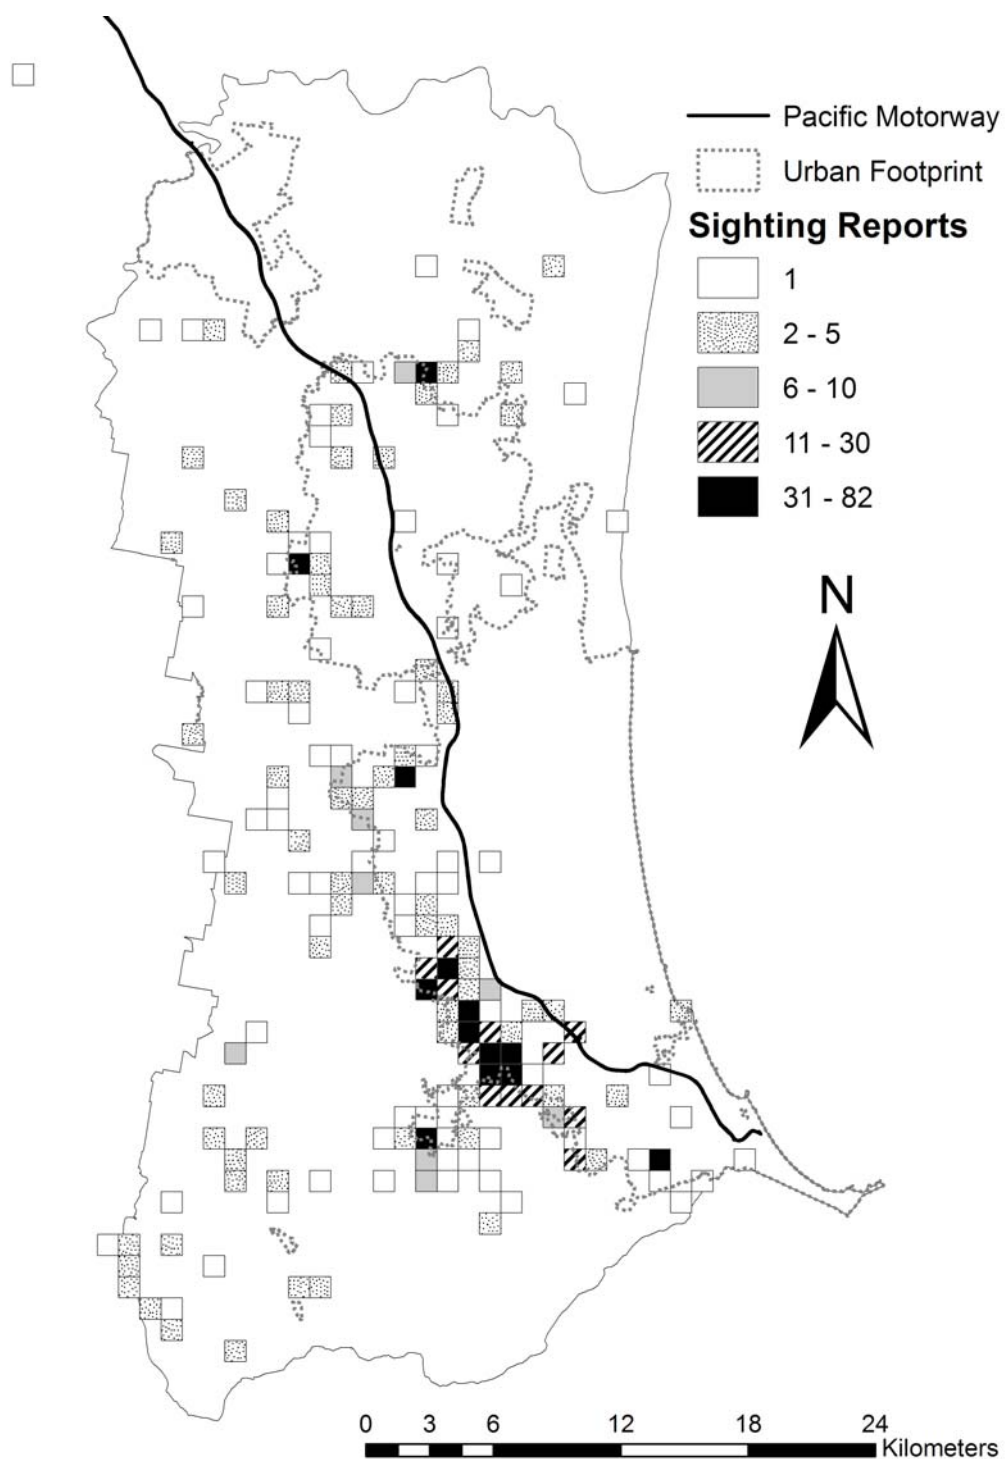 Pacific Motorway
Urban Footprint
Sighting Reports
1
2 - 5
6 - 10
11 - 30
31 - 82
N
0 3 6 12 18 24
Kilometers